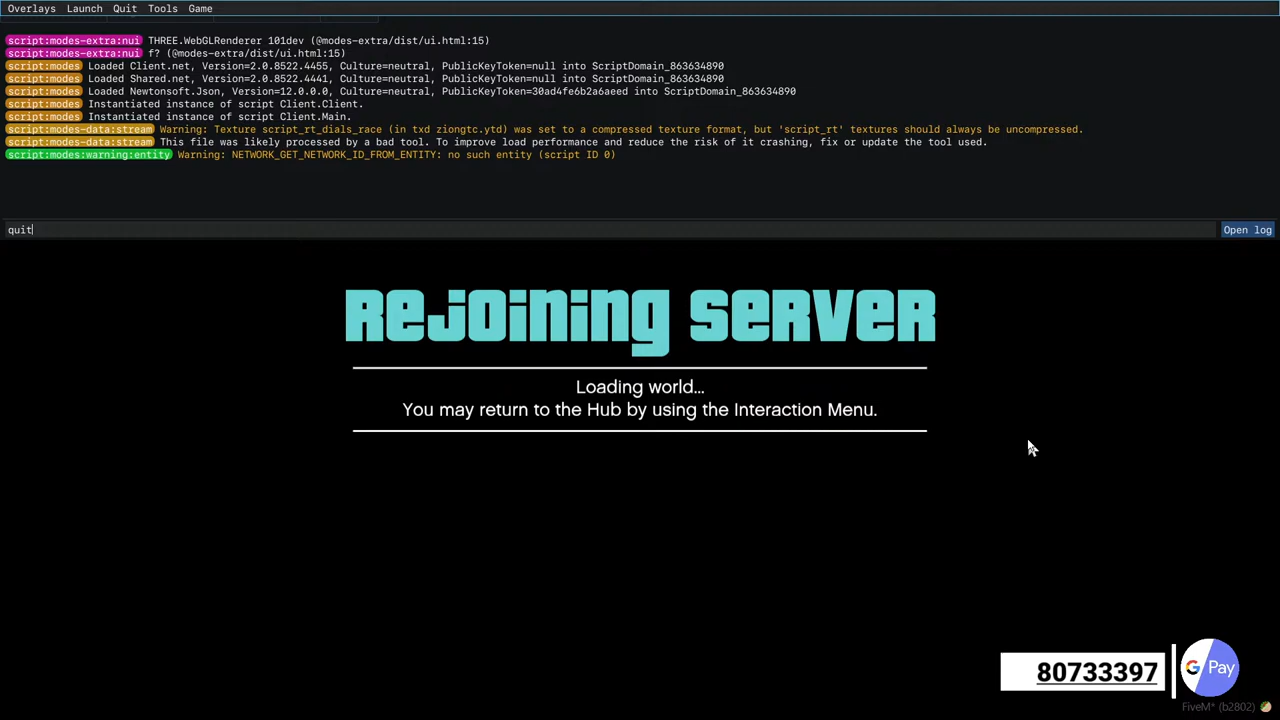 Overlays Launch Quit Tools Game
script:modes-extra:nui THREE.WebGLRenderer 101dev (@modes-extra/dist/ui.html:15)
script:modes-extra:nui f? (@modes-extra/dist/ui.html:15)
script:modes Loaded Client.net, Version=2.0.8522.4455, Culture=neutral, PublicKeyToken=null into ScriptDomain_863634890
script:modes Loaded Shared.net, Version=2.0.8522.4441, Culture=neutral, PublicKeyToken=null into ScriptDomain_863634890
script:modes Loaded Newtonsoft.Json, Version=12.0.0.0, Culture=neutral, PublicKeyToken=30ad4fe6b2a6aeed into ScriptDomain_863634890
script:modes Instantiated instance of script Client.Client.
script:modes Instantiated instance of script Client.Main.
script:modes-data:stream Warning: Texture script_rt_dials_race (in txd ziongtc.ytd) was set to a compressed texture format, but 'script_rt' textures should always be uncompressed.
script:modes-data:stream This file was likely processed by a bad tool. To improve load performance and reduce the risk of it crashing, fix or update the tool used.
script:modes:warning:entity Warning: NETWORK_GET_NETWORK_ID_FROM_ENTITY: no such entity (script ID 0)
quit Open log
REJOINING SERVER
Loading world...
You may return to the Hub by using the Interaction Menu.
80733397 G Pay
FiveM* (b2802)